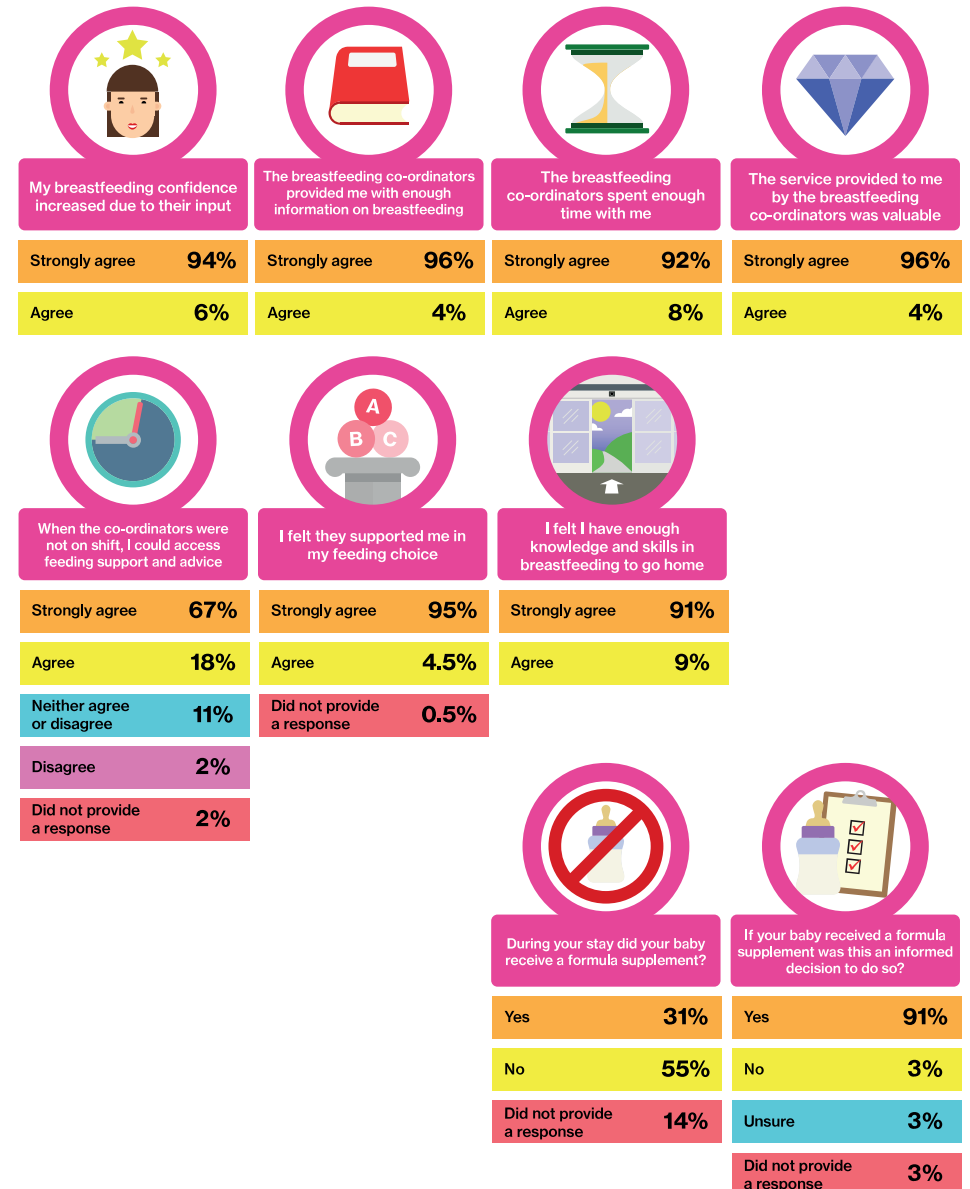 My breastfeeding confidence
increased due to their input
Strongly agree 94%
Agree 6%
The breastfeeding co-ordinators
provided me with enough
information on breastfeeding
Strongly agree 96%
Agree 4%
The breastfeeding
co-ordinators spent enough
time with me
Strongly agree 92%
Agree 8%
The service provided to me
by the breastfeeding
co-ordinators was valuable
Strongly agree 96%
Agree 4%
When the co-ordinators were
not on shift, I could access
feeding support and advice
Strongly agree 67%
Agree 18%
Neither agree
or disagree 11%
Disagree 2%
Did not provide
a response 2%
A
B C
I felt they supported me in
my feeding choice
Strongly agree 95%
Agree 4.5%
Did not provide
a response 0.5%
I felt I have enough
knowledge and skills in
breastfeeding to go home
Strongly agree 91%
Agree 9%
During your stay did your baby
receive a formula supplement?
Yes 31%
No 55%
Did not provide
a response 14%
If your baby received a formula
supplement was this an informed
decision to do so?
Yes 91%
No 3%
Unsure 3%
Did not provide
a response 3%